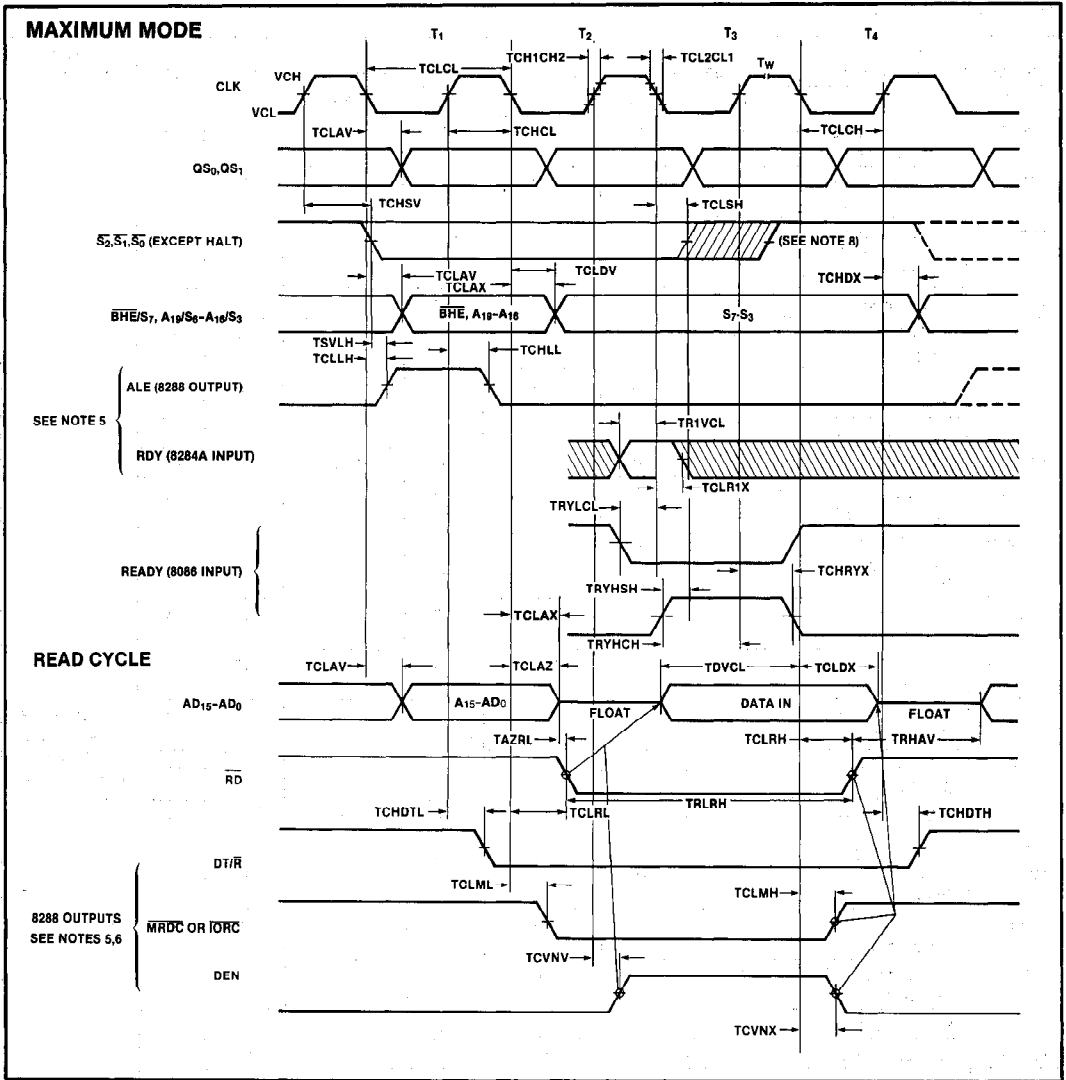 MAXIMUM MODE
T1 T2 T3 T4
TCH1CH2 TCL2CL1
TW
TCLCL
VCH
CLK
VCL
TCLAV TCHCL TCLCH
QS0,QS1
TCHSV TCLSH
S2,S1,S0 (EXCEPT HALT) (SEE NOTE 8)
TCLAV TCLDV TCHDX
TCLAX
BHE/S7, A19/S6-A16/S3 BHE, A19-A16 S7-S3
TSVLH TCHLL
TCLLH
ALE (8288 OUTPUT)
SEE NOTE 5
TR1VCL
RDY (8284A INPUT)
TCLR1X
TRYLCL
READY (8086 INPUT) TCHRYX
TRYHSH
TCLAX
TRYHCH
READ CYCLE
TCLAV TCLAZ TDVCL TCLDX
AD15-AD0 A15-AD0 FLOAT DATA IN FLOAT
TAZRL TCLRH TRHAV
RD
TRLRH
TCHDTL TCLRL TCHDTH
DT/R
TCLML TCLMH
8288 OUTPUTS
SEE NOTES 5,6
MRDC OR IORC
TCVNV
DEN
TCVNX